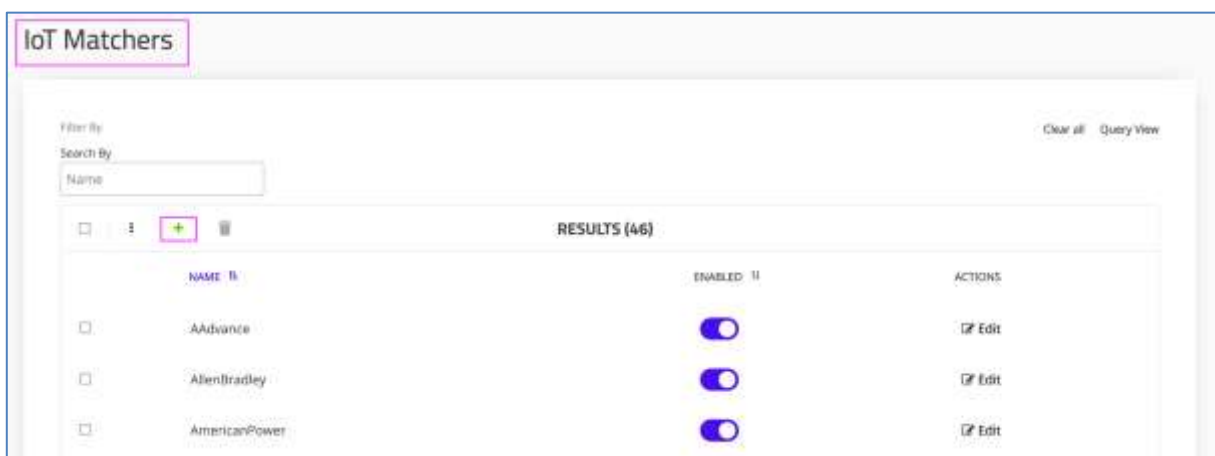 IoT Matchers
Filter By
Clear all Query View
Search By
Name
RESULTS (46)
NAME ENABLED ACTIONS
AAdvance Edit
AllenBradley Edit
AmericanPower Edit